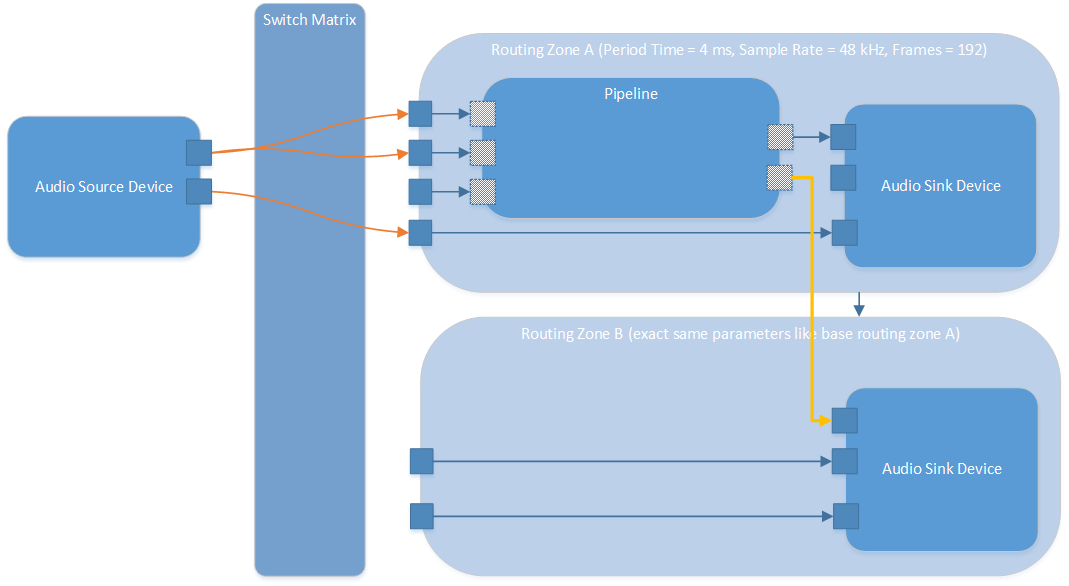 Switch Matrix
Routing Zone A (Period Time = 4 ms, Sample Rate = 48 kHz, Frames = 192)
Pipeline
Audio Source Device
Audio Sink Device
Routing Zone B (exact same parameters like base routing zone A)
Audio Sink Device